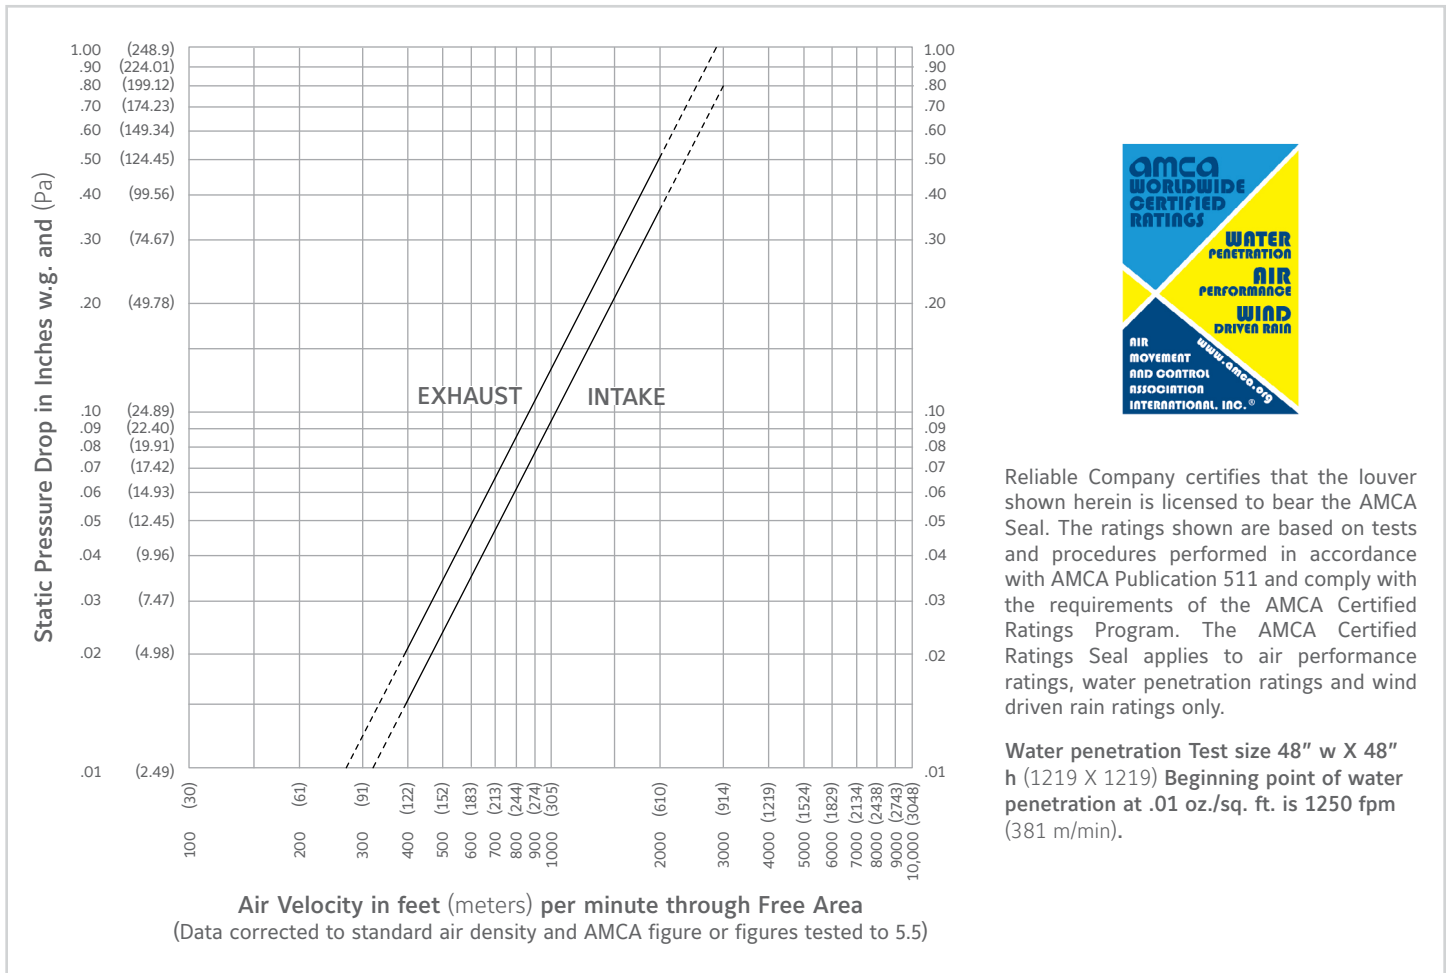 Static Pressure Drop in Inches w.g. and (Pa)
1.00 (248.9) 1.00
.90 (224.01) .90
.80 (199.12) .80
.70 (174.23) .70
.60 (149.34) .60
.50 (124.45) .50
.40 (99.56) .40
.30 (74.67) .30
.20 (49.78) .20
EXHAUST INTAKE
.10 (24.89) .10
.09 (22.40) .09
.08 (19.91) .08
.07 (17.42) .07
.06 (14.93) .06
.05 (12.45) .05
.04 (9.96) .04
.03 (7.47) .03
.02 (4.98) .02
.01 (2.49) .01
100 (30)
200 (61)
300 (91)
400 (122)
500 (152)
600 (183)
700 (213)
800 (244)
900 (274)
1000 (305)
2000 (610)
3000 (914)
4000 (1219)
5000 (1524)
6000 (1829)
7000 (2134)
8000 (2438)
9000 (2743)
10,000 (3048)
Air Velocity in feet (meters) per minute through Free Area
(Data corrected to standard air density and AMCA figure or figures tested to 5.5)
amca
WORLDWIDE
CERTIFIED
RATINGS
WATER
PENETRATION
AIR
PERFORMANCE
WIND
DRIVEN RAIN
AIR
MOVEMENT
AND CONTROL
ASSOCIATION
INTERNATIONAL, INC.®
www.amca.org
Reliable Company certifies that the louver
shown herein is licensed to bear the AMCA
Seal. The ratings shown are based on tests
and procedures performed in accordance
with AMCA Publication 511 and comply with
the requirements of the AMCA Certified
Ratings Program. The AMCA Certified
Ratings Seal applies to air performance
ratings, water penetration ratings and wind
driven rain ratings only.
Water penetration Test size 48” w X 48”
h (1219 X 1219) Beginning point of water
penetration at .01 oz./sq. ft. is 1250 fpm
(381 m/min).